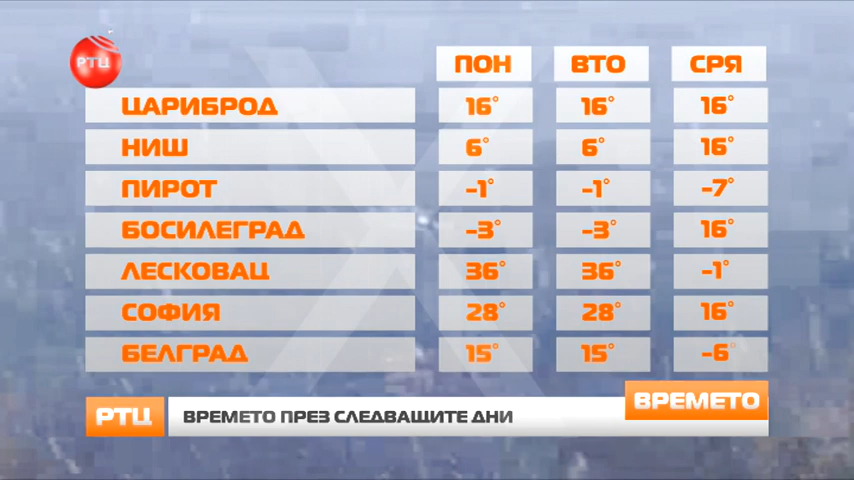 РТЦ
ПОН ВТО СРЯ
ЦАРИБРОД 16° 16° 16°
НИШ 6° 6° 16°
ПИРОТ -1° -1° -7°
БОСИЛЕГРАД -3° -3° 16°
ЛЕСКОВАЦ 36° 36° -1°
СОФИЯ 28° 28° 16°
БЕЛГРАД 15° 15° -6°
ВРЕМЕТО
РТЦ ВРЕМЕТО ПРЕЗ СЛЕДВАЩИТЕ ДНИ